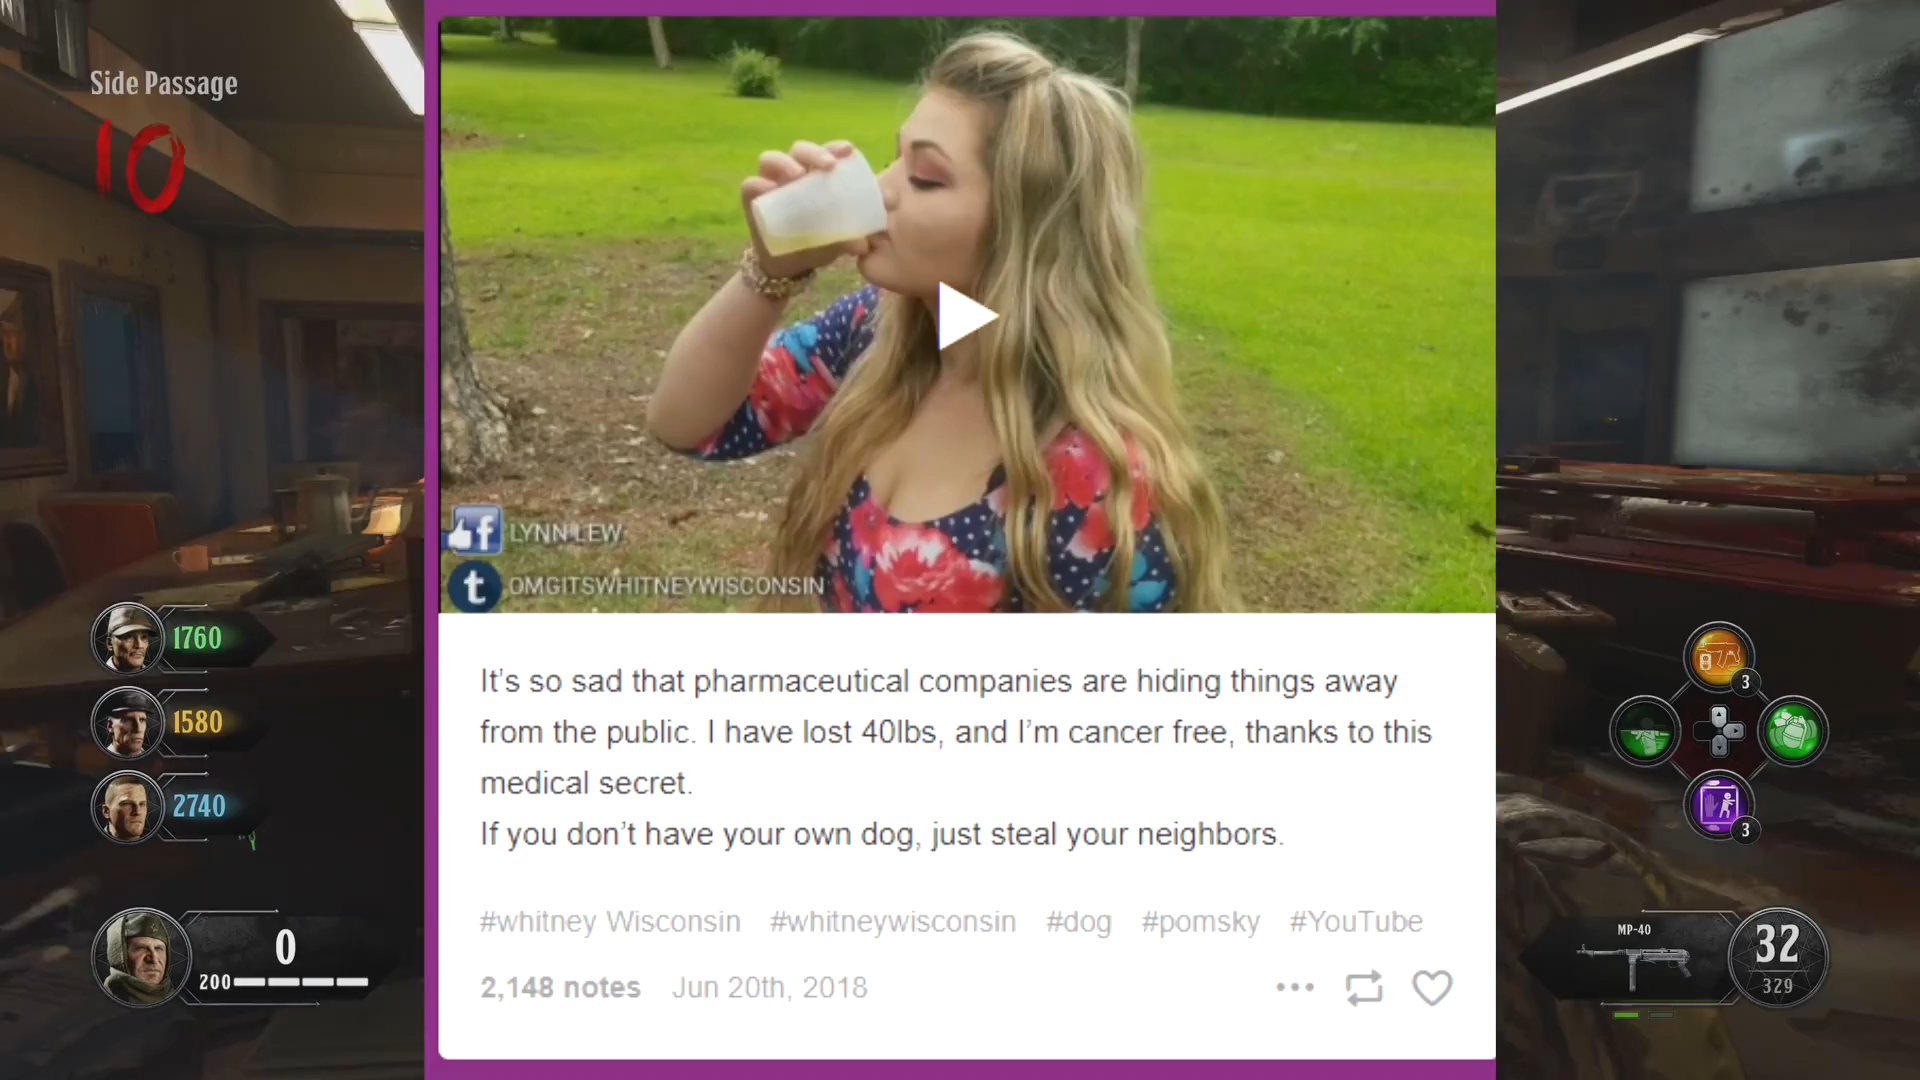 Side Passage
10
1760
1580
2740
0
200
LYNN LEW
t OMGITSWHITNEYWISCONSIN
It's so sad that pharmaceutical companies are hiding things away
from the public. I have lost 40lbs, and I'm cancer free, thanks to this
medical secret.
If you don't have your own dog, just steal your neighbors.
#whitney Wisconsin #whitneywisconsin #dog #pomsky #YouTube
2,148 notes Jun 20th, 2018
3
3
MP-40
32
329